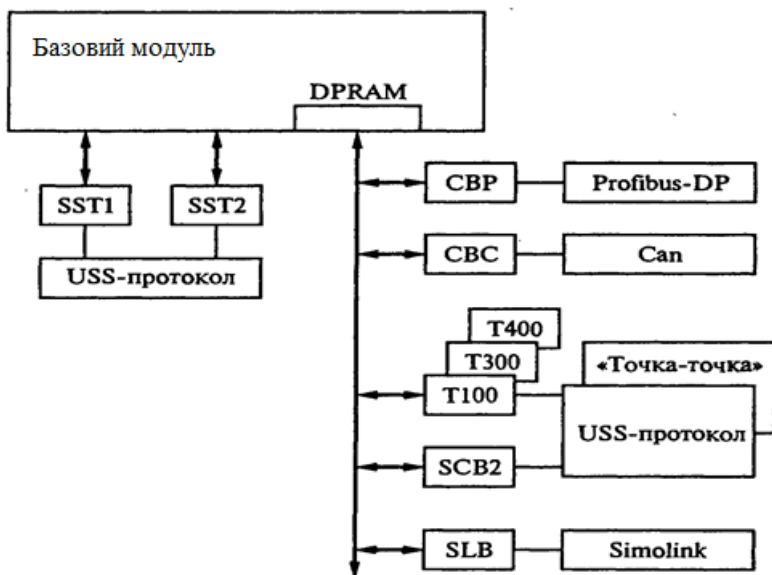 Базовий модуль
DPRAM
SST1
SST2
USS-протокол
CBP
Profibus-DP
CBC
Can
T400
T300
T100
«Точка-точка»
USS-протокол
SCB2
SLB
Simolink